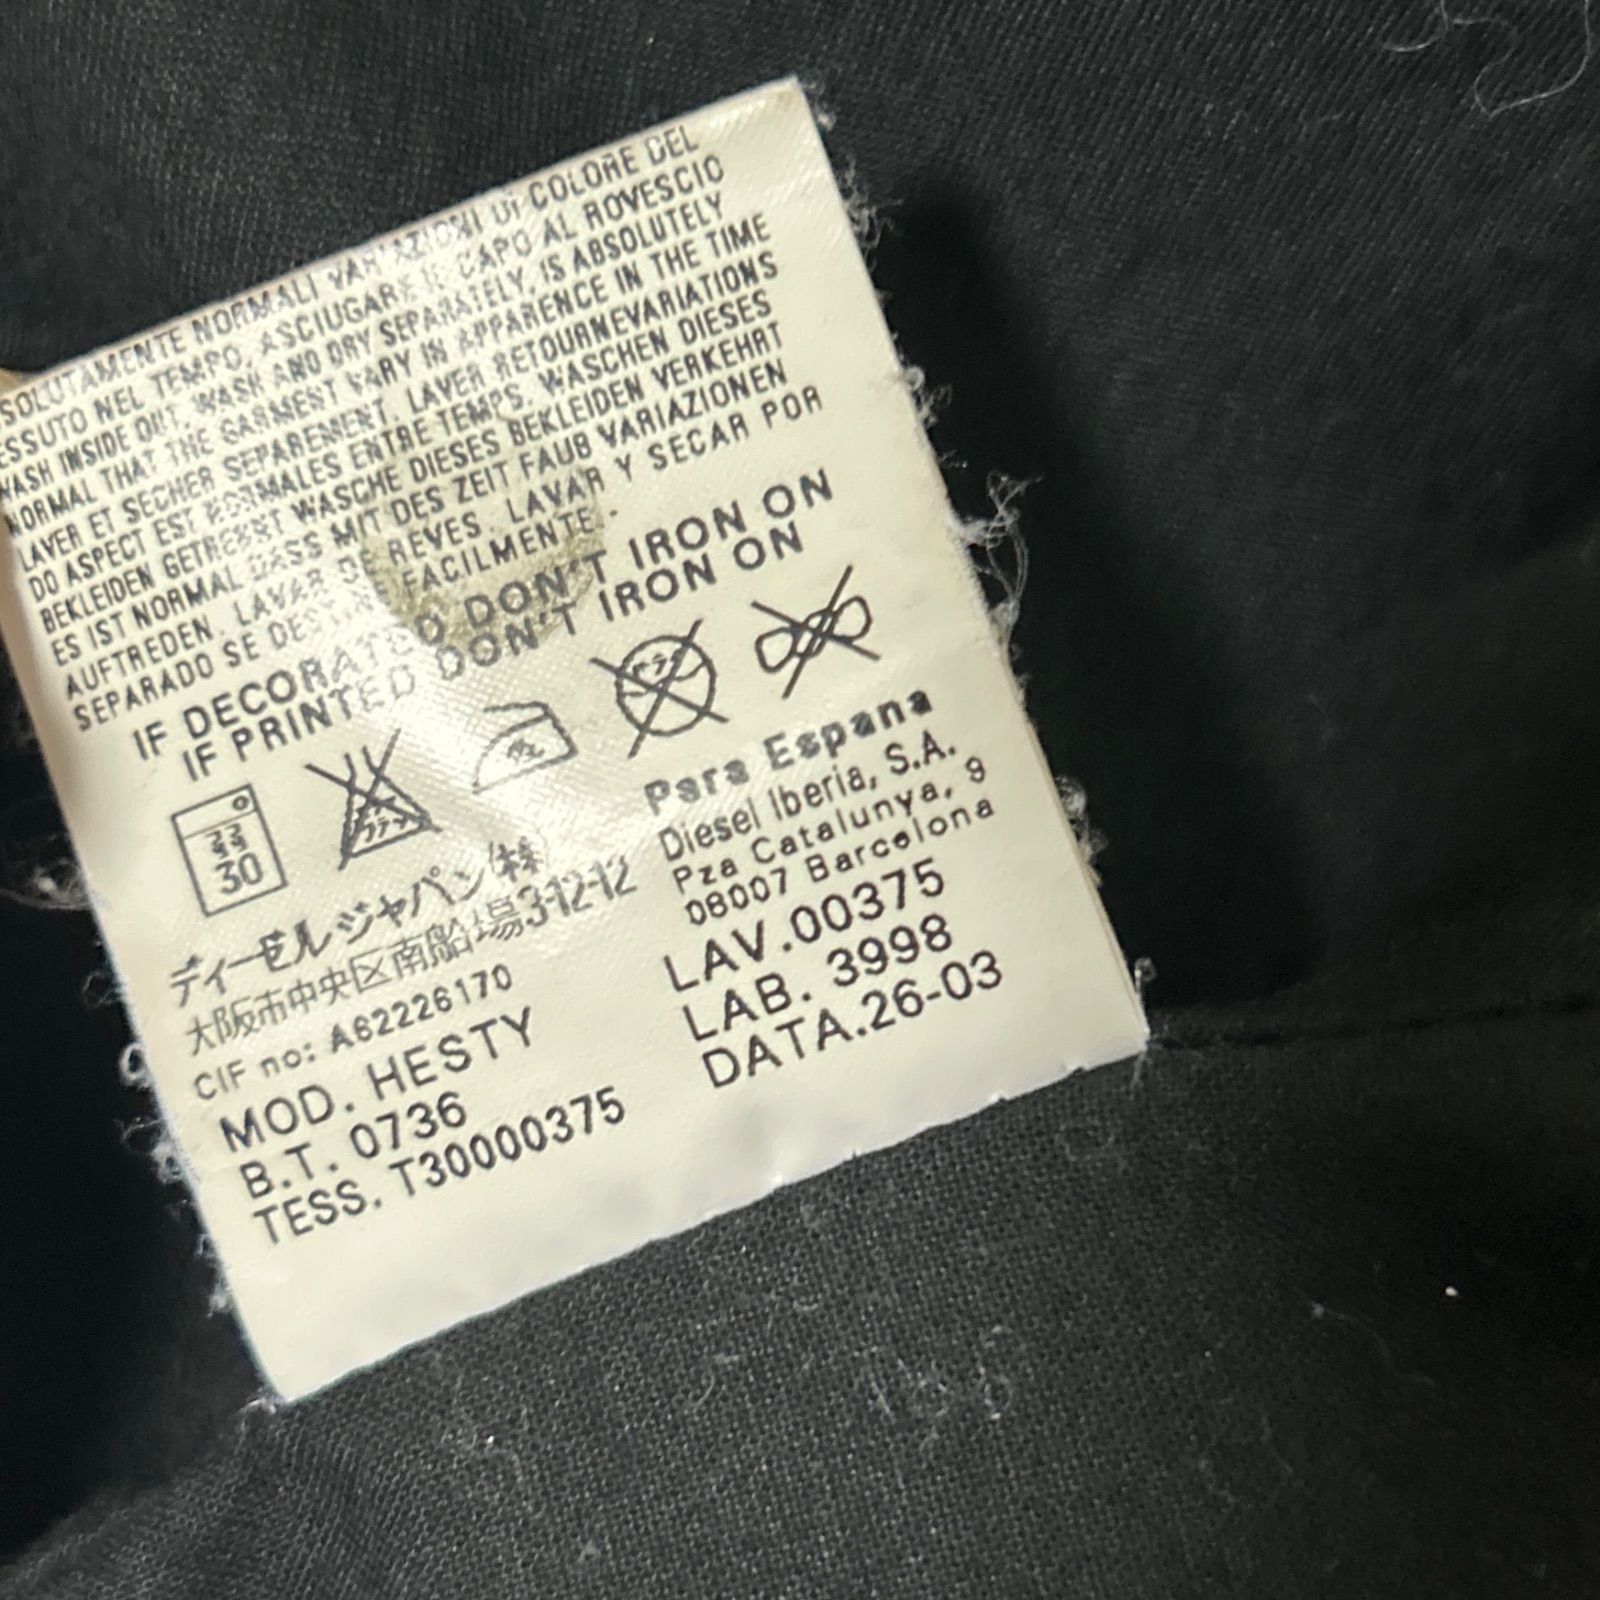 SOLUTAMENTE NORMALI VARIAZIONI DI COLORE DEL
ESSUTO NEL TEMPO. ASCIUGARE IL CAPO AL ROVESCIO
WASH INSIDE OUT. WASH AND DRY SEPARATELY. IS ABSOLUTELY
NORMAL THAT THE GARMENT VARY IN APPARENCE IN THE TIME
LAVER ET SECHER SEPAREMENT. LAVER RETOURNEVARIATIONS
DO ASPECT EST NORMALES ENTRE TEMPS. WASCHEN DIESES
BEKLEIDEN GETRENNT WASCHE DIESES BEKLEIDEN VERKEHRT
ES IST NORMAL DASS MIT DES ZEIT FAUB VARIAZIONEN
AUFTREDEN. LAVAR DE REVES. LAVAR Y SECAR POR
SEPARADO SE FACILMENTE.
IF DECORATED DON'T IRON ON
IF PRINTED DON'T IRON ON
30
ディーゼルジャパン(株)
大阪市中央区南船場3-12-12
CIF no: A62226170
MOD. HESTY
B.T. 0736
TESS. T30000375
Para Espana
Diesel Iberia, S.A.
Pza Catalunya, 9
08007 Barcelona
LAV.00375
LAB. 3998
DATA.26-03